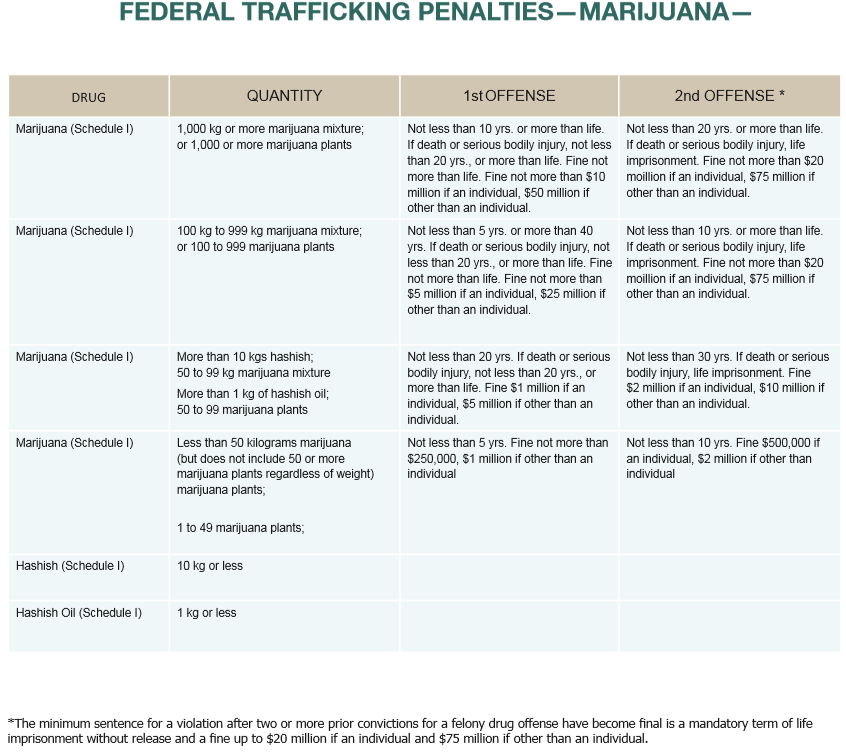 FEDERAL TRAFFICKING PENALTIES—MARIJUANA—
DRUG
QUANTITY
1st OFFENSE
2nd OFFENSE *
Marijuana (Schedule I)
1,000 kg or more marijuana mixture;
or 1,000 or more marijuana plants
Not less than 10 yrs. or more than life.
If death or serious bodily injury, not less
than 20 yrs., or more than life. Fine not
more than life. Fine not more than $10
million if an individual, $50 million if
other than an individual.
Not less than 20 yrs. or more than life.
If death or serious bodily injury, life
imprisonment. Fine not more than $20
moillion if an individual, $75 million if
other than an individual.
Marijuana (Schedule I)
100 kg to 999 kg marijuana mixture;
or 100 to 999 marijuana plants
Not less than 5 yrs. or more than 40
yrs. If death or serious bodily injury, not
less than 20 yrs., or more than life. Fine
not more than life. Fine not more than
$5 million if an individual, $25 million if
other than an individual.
Not less than 10 yrs. or more than life.
If death or serious bodily injury, life
imprisonment. Fine not more than $20
moillion if an individual, $75 million if
other than an individual.
Marijuana (Schedule I)
More than 10 kgs hashish;
50 to 99 kg marijuana mixture
More than 1 kg of hashish oil;
50 to 99 marijuana plants
Not less than 20 yrs. If death or serious
bodily injury, not less than 20 yrs., or
more than life. Fine $1 million if an
individual, $5 million if other than an
individual.
Not less than 30 yrs. If death or serious
bodily injury, life imprisonment. Fine
$2 million if an individual, $10 million if
other than an individual.
Marijuana (Schedule I)
Less than 50 kilograms marijuana
(but does not include 50 or more
marijuana plants regardless of weight)
marijuana plants;
1 to 49 marijuana plants;
Not less than 5 yrs. Fine not more than
$250,000, $1 million if other than an
individual
Not less than 10 yrs. Fine $500,000 if
an individual, $2 million if other than
individual
Hashish (Schedule I)
10 kg or less
Hashish Oil (Schedule I)
1 kg or less
*The minimum sentence for a violation after two or more prior convictions for a felony drug offense have become final is a mandatory term of life
imprisonment without release and a fine up to $20 million if an individual and $75 million if other than an individual.